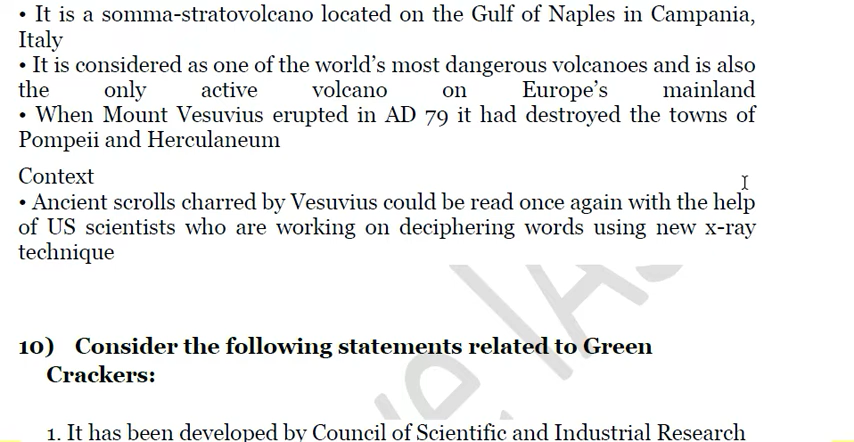 • It is a somma-stratovolcano located on the Gulf of Naples in Campania,
Italy
• It is considered as one of the world's most dangerous volcanoes and is also
the only active volcano on Europe's mainland
• When Mount Vesuvius erupted in AD 79 it had destroyed the towns of
Pompeii and Herculaneum
Context
• Ancient scrolls charred by Vesuvius could be read once again with the help
of US scientists who are working on deciphering words using new x-ray
technique
10) Consider the following statements related to Green
Crackers:
1. It has been developed by Council of Scientific and Industrial Research